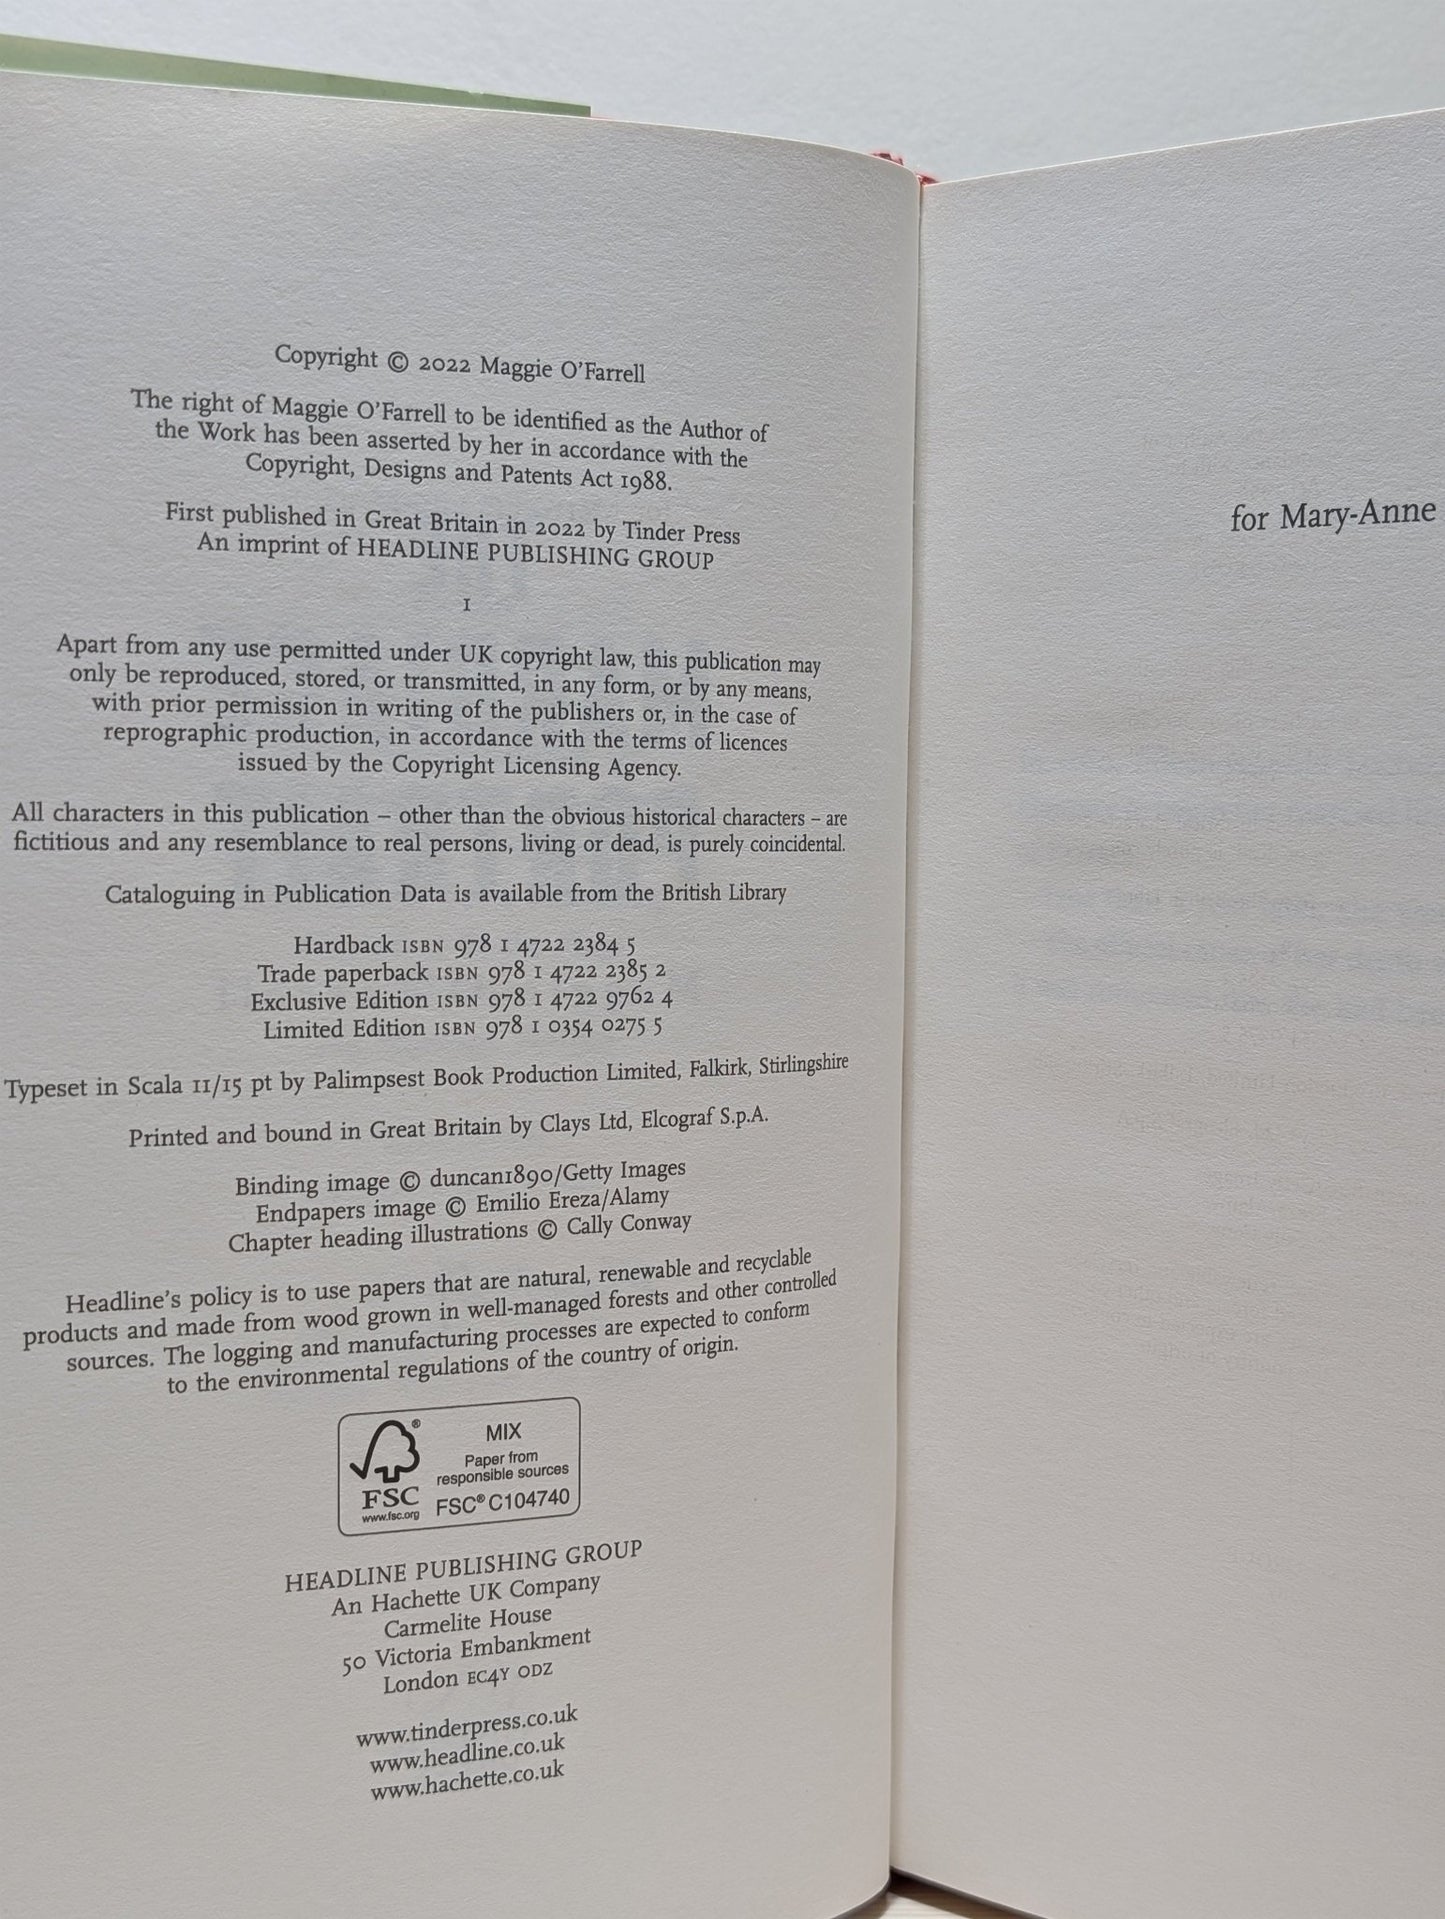 Copyright © 2022 Maggie O'Farrell
The right of Maggie O'Farrell to be identified as the Author of
the Work has been asserted by her in accordance with the
Copyright, Designs and Patents Act 1988.
First published in Great Britain in 2022 by Tinder Press
An imprint of HEADLINE PUBLISHING GROUP
1
Apart from any use permitted under UK copyright law, this publication may
only be reproduced, stored, or transmitted, in any form, or by any means,
with prior permission in writing of the publishers or, in the case of
reprographic production, in accordance with the terms of licences
issued by the Copyright Licensing Agency.
All characters in this publication – other than the obvious historical characters – are
fictitious and any resemblance to real persons, living or dead, is purely coincidental.
Cataloguing in Publication Data is available from the British Library
Hardback ISBN 978 1 4722 2384 5
Trade paperback ISBN 978 1 4722 2385 2
Exclusive Edition ISBN 978 1 4722 9762 4
Limited Edition ISBN 978 1 0354 0275 5
Typeset in Scala 11/15 pt by Palimpsest Book Production Limited, Falkirk, Stirlingshire
Printed and bound in Great Britain by Clays Ltd, Elcograf S.p.A.
Binding image © duncan1890/Getty Images
Endpapers image © Emilio Ereza/Alamy
Chapter heading illustrations © Cally Conway
Headline's policy is to use papers that are natural, renewable and recyclable
products and made from wood grown in well-managed forests and other controlled
sources. The logging and manufacturing processes are expected to conform
to the environmental regulations of the country of origin.
MIX
Paper from
responsible sources
FSC® C104740
FSC
www.fsc.org
HEADLINE PUBLISHING GROUP
An Hachette UK Company
Carmelite House
50 Victoria Embankment
London EC4Y 0DZ
www.tinderpress.co.uk
www.headline.co.uk
www.hachette.co.uk
for Mary-Anne